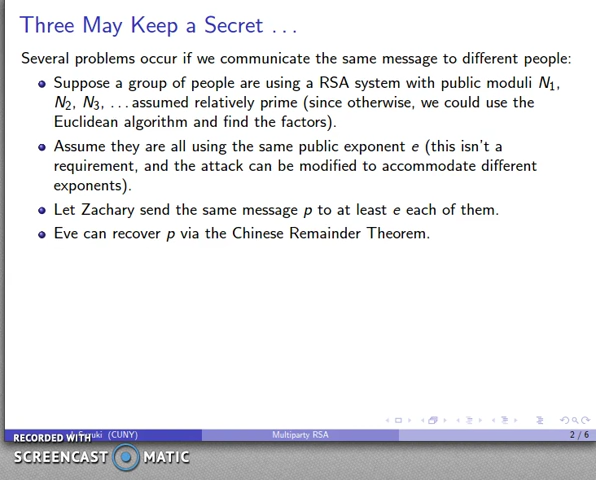 Three May Keep a Secret . . .
Several problems occur if we communicate the same message to different people:
Suppose a group of people are using a RSA system with public moduli N₁,
N₂, N₃, . . . assumed relatively prime (since otherwise, we could use the
Euclidean algorithm and find the factors).
Assume they are all using the same public exponent e (this isn't a
requirement, and the attack can be modified to accommodate different
exponents).
Let Zachary send the same message p to at least e each of them.
Eve can recover p via the Chinese Remainder Theorem.
(CUNY)
Multiparty RSA
2 / 6
RECORDED WITH
SCREENCAST MATIC